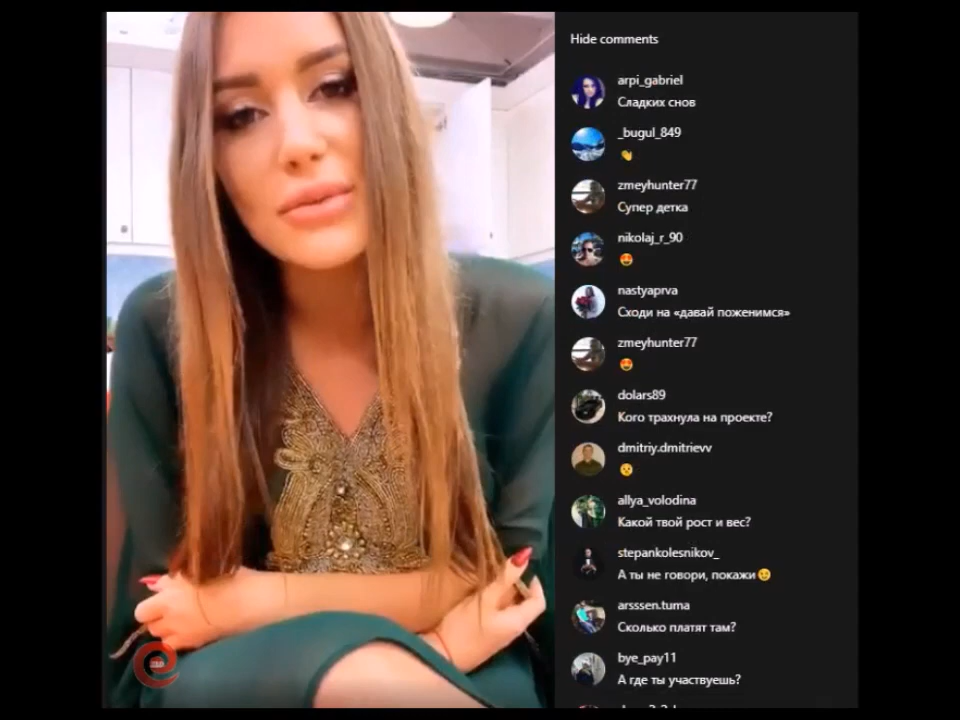 Hide comments
arpi_gabriel
Сладких снов
_bugul_849
👏
zmeyhunter77
Супер детка
nikolaj_r_90
😍
nastyaprva
Сходи на «давай поженимся»
zmeyhunter77
😍
dolars89
Кого трахнула на проекте?
dmitriy.dmitrievv
allya_volodina
Какой твой рост и вес?
stepankolesnikov_
А ты не говори, покажи
arsssen.tuma
Сколько платят там?
bye_pay11
А где ты участвуешь?